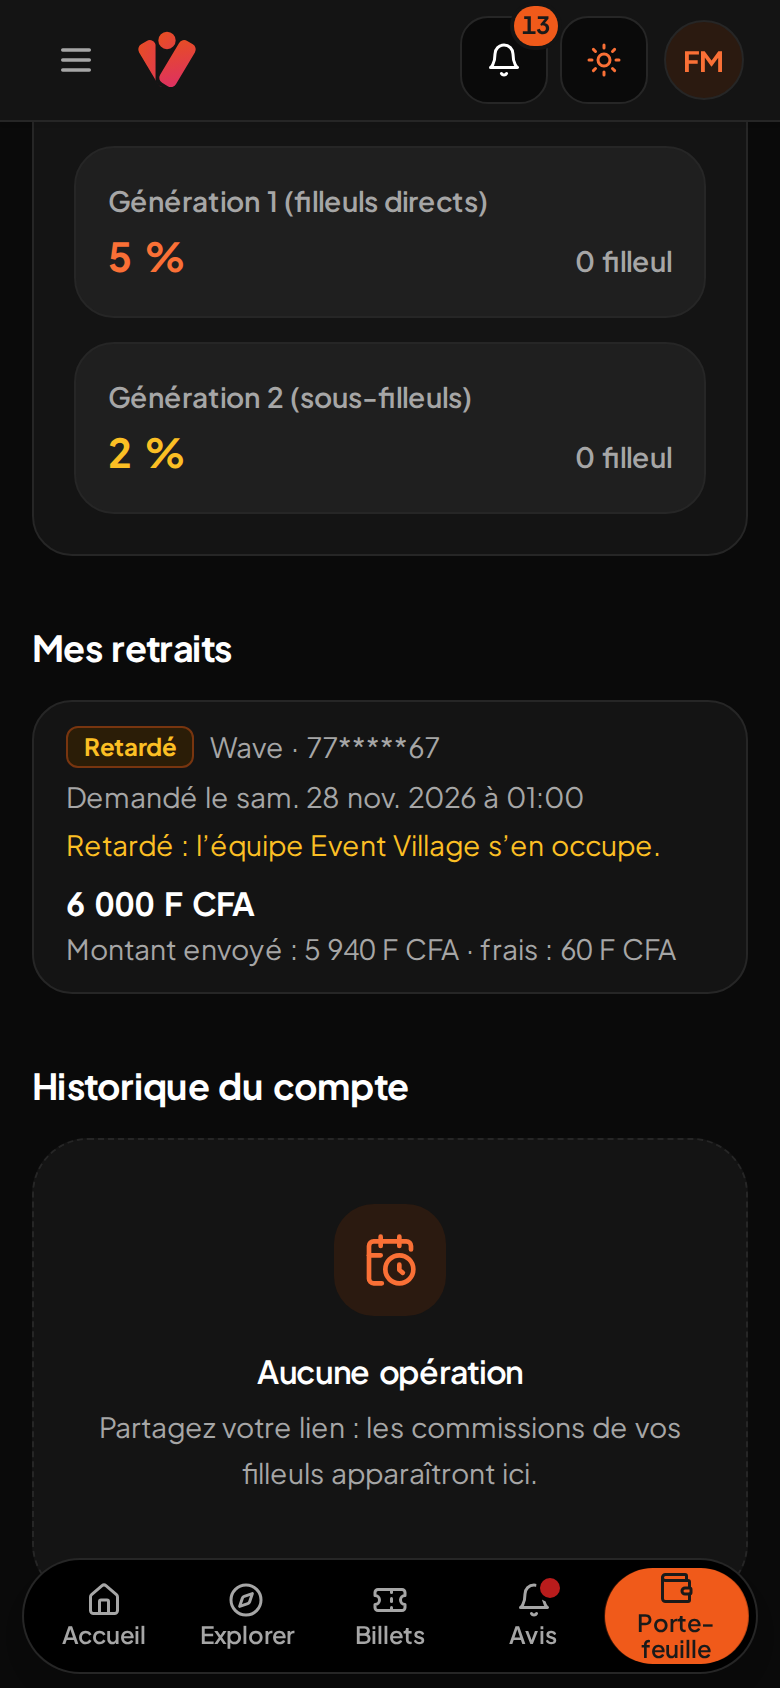 13
FM
Génération 1 (filleuls directs)
5 %
0 filleul
Génération 2 (sous-filleuls)
2 %
0 filleul
Mes retraits
Retardé Wave · 77*****67
Demandé le sam. 28 nov. 2026 à 01:00
Retardé : l’équipe Event Village s’en occupe.
6 000 F CFA
Montant envoyé : 5 940 F CFA · frais : 60 F CFA
Historique du compte
Aucune opération
Partagez votre lien : les commissions de vos
filleuls apparaîtront ici.
Accueil
Explorer
Billets
Avis
Porte-
feuille